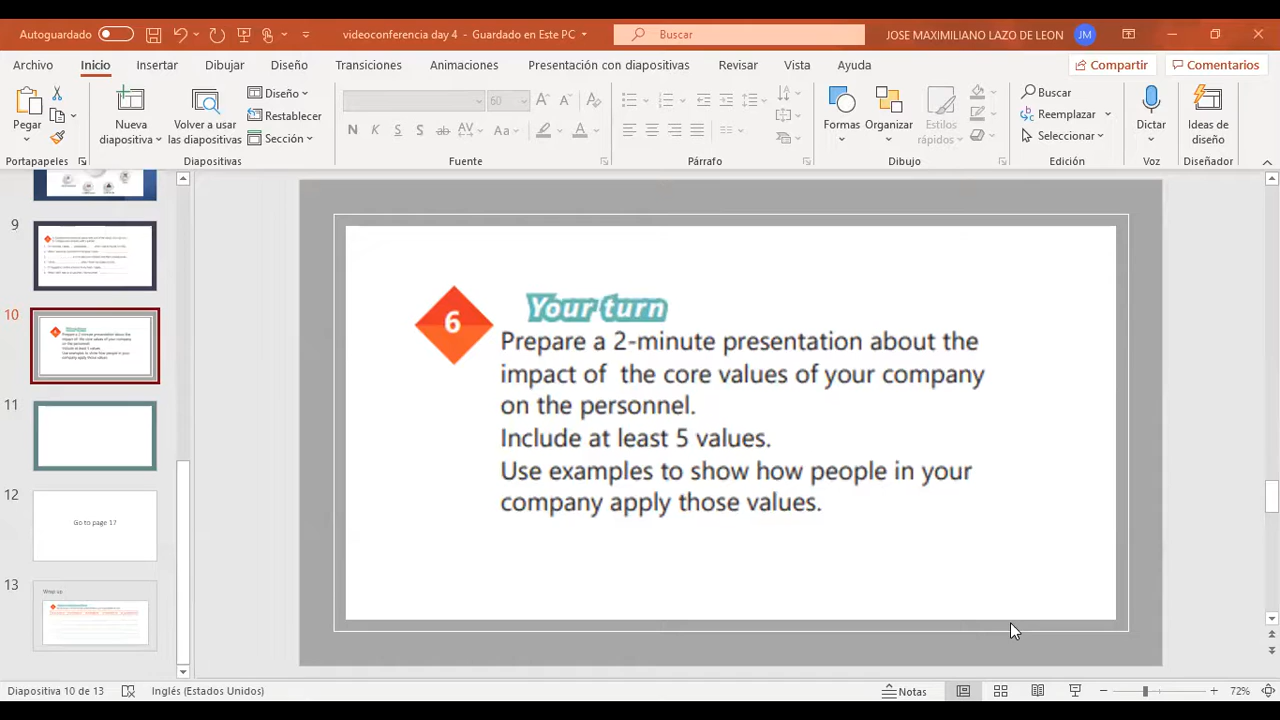 Autoguardado
videoconferencia day 4 - Guardado en Este PC
Buscar
JOSE MAXIMILIANO LAZO DE LEON
JM
Archivo Inicio Insertar Dibujar Diseño Transiciones Animaciones Presentación con diapositivas Revisar Vista Ayuda
Compartir Comentarios
Pegar
Nueva diapositiva
Volver a usar las diapositivas
Diseño
Restablecer
Sección
60
N K S S ab AV Aa A
Formas
Organizar
Estilos rápidos
Buscar
Reemplazar
Seleccionar
Dictar
Ideas de diseño
Portapapeles Diapositivas Fuente Párrafo Dibujo Edición Voz Diseñador
9
10
11
12
Go to page 17
13
Wrap up
6
Your turn
Prepare a 2-minute presentation about the
impact of the core values of your company
on the personnel.
Include at least 5 values.
Use examples to show how people in your
company apply those values.
Diapositiva 10 de 13
Inglés (Estados Unidos)
Notas
72%